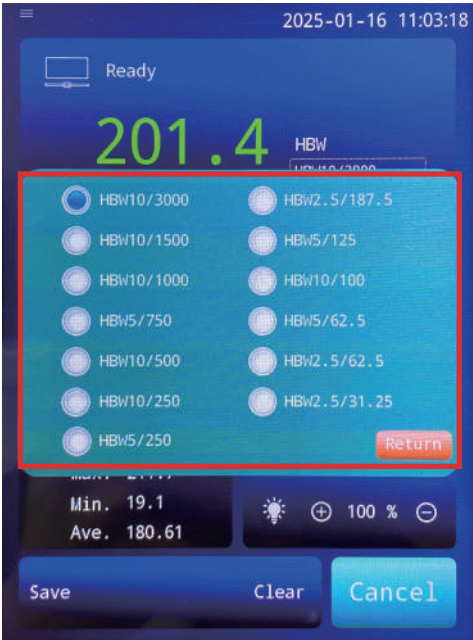 2025-01-16 11:03:18
Ready
201.4 HBW
HBW10/3000
HBW10/3000 HBW2.5/187.5
HBW10/1500 HBW5/125
HBW10/1000 HBW10/100
HBW5/750 HBW5/62.5
HBW10/500 HBW2.5/62.5
HBW10/250 HBW2.5/31.25
HBW5/250 Return
Min. 19.1
100 %
Ave. 180.61
Save Clear Cancel